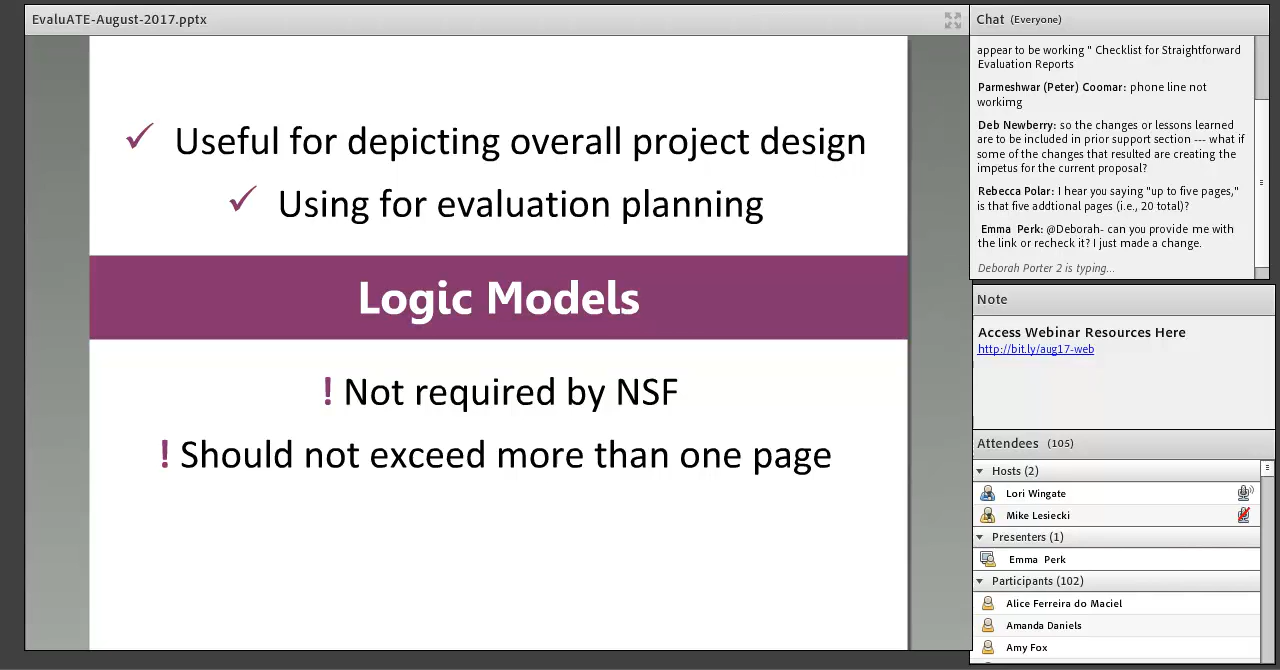 EvaluATE-August-2017.pptx
✓ Useful for depicting overall project design
✓ Using for evaluation planning
Logic Models
! Not required by NSF
! Should not exceed more than one page
Chat (Everyone)
appear to be working " Checklist for Straightforward
Evaluation Reports
Parmeshwar (Peter) Coomar: phone line not
workimg
Deb Newberry: so the changes or lessons learned
are to be included in prior support section --- what if
some of the changes that resulted are creating the
impetus for the current proposal?
Rebecca Polar: I hear you saying "up to five pages,"
is that five addtional pages (i.e., 20 total)?
Emma Perk: @Deborah- can you provide me with
the link or recheck it? I just made a change.
Deborah Porter 2 is typing...
Note
Access Webinar Resources Here
http://bit.ly/aug17-web
Attendees (105)
Hosts (2)
Lori Wingate
Mike Lesiecki
Presenters (1)
Emma Perk
Participants (102)
Alice Ferreira do Maciel
Amanda Daniels
Amy Fox